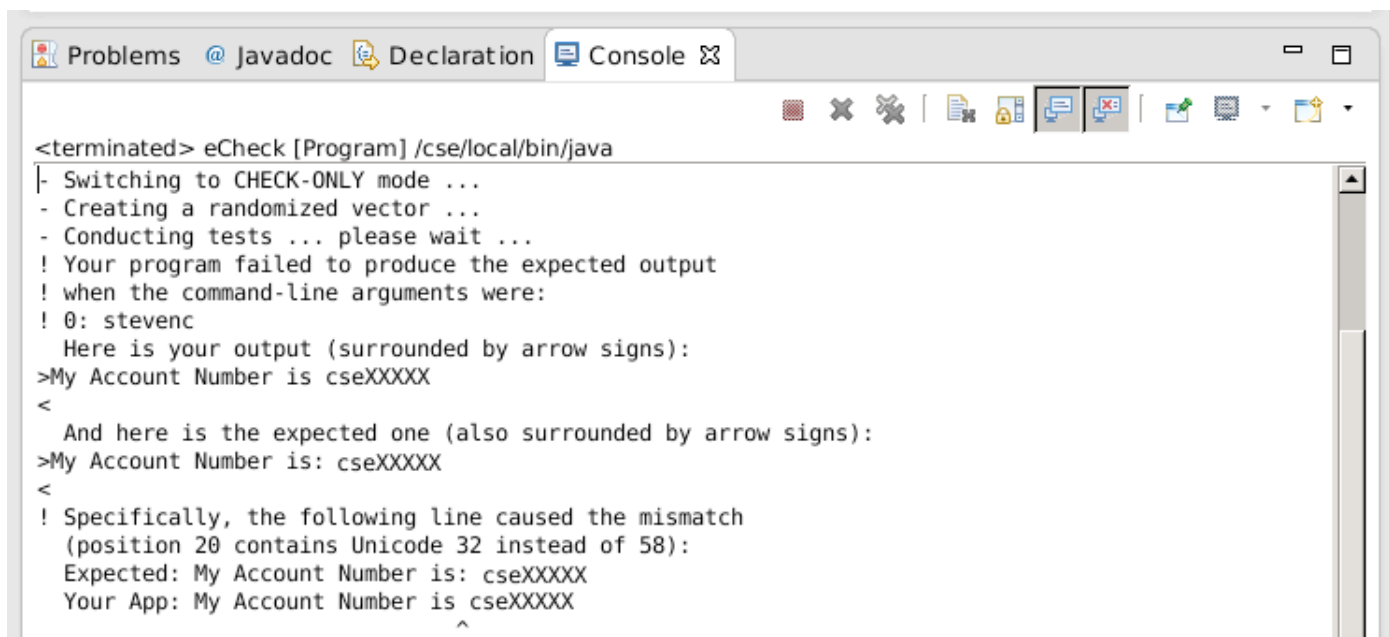 Problems @ Javadoc Declaration Console
<terminated> eCheck [Program] /cse/local/bin/java
- Switching to CHECK-ONLY mode ...
- Creating a randomized vector ...
- Conducting tests ... please wait ...
! Your program failed to produce the expected output
! when the command-line arguments were:
! 0: stevenc
  Here is your output (surrounded by arrow signs):
>My Account Number is cseXXXXX
<
  And here is the expected one (also surrounded by arrow signs):
>My Account Number is: cseXXXXX
<
! Specifically, the following line caused the mismatch
  (position 20 contains Unicode 32 instead of 58):
  Expected: My Account Number is: cseXXXXX
  Your App: My Account Number is cseXXXXX
                                ^